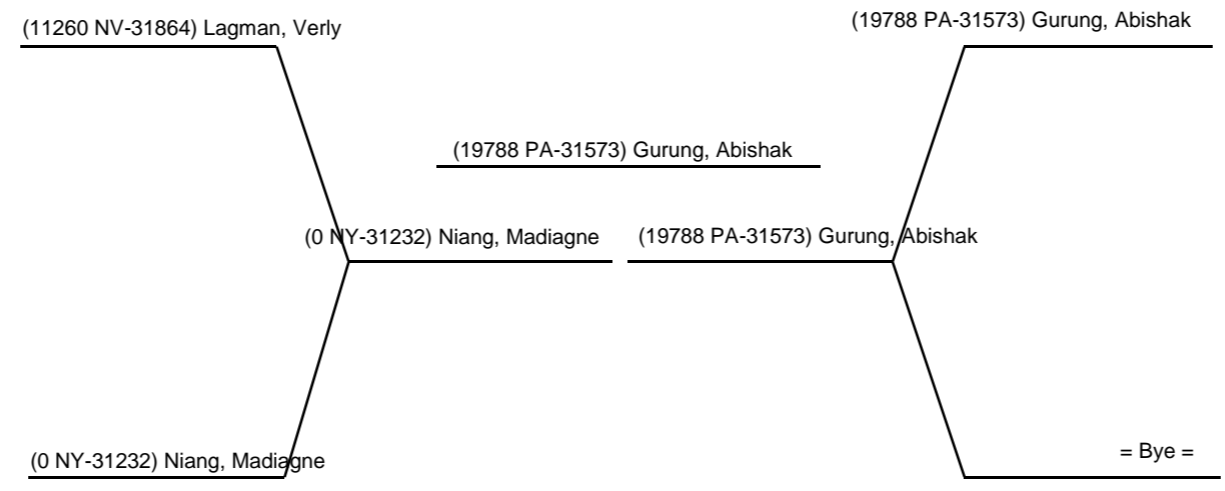 (11260 NV-31864) Lagman, Verly
(19788 PA-31573) Gurung, Abishak
(19788 PA-31573) Gurung, Abishak
(0 NY-31232) Niang, Madiagne
(19788 PA-31573) Gurung, Abishak
(0 NY-31232) Niang, Madiagne
= Bye =